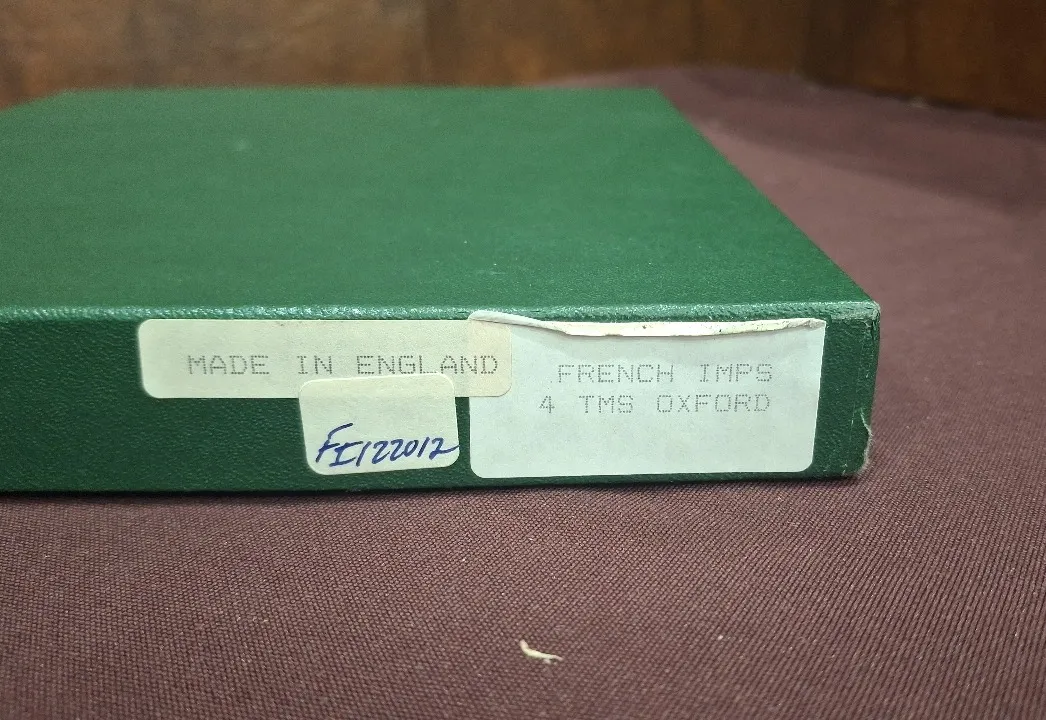 MADE IN ENGLAND
FRENCH IMPS
4 TMS OXFORD
FI122012